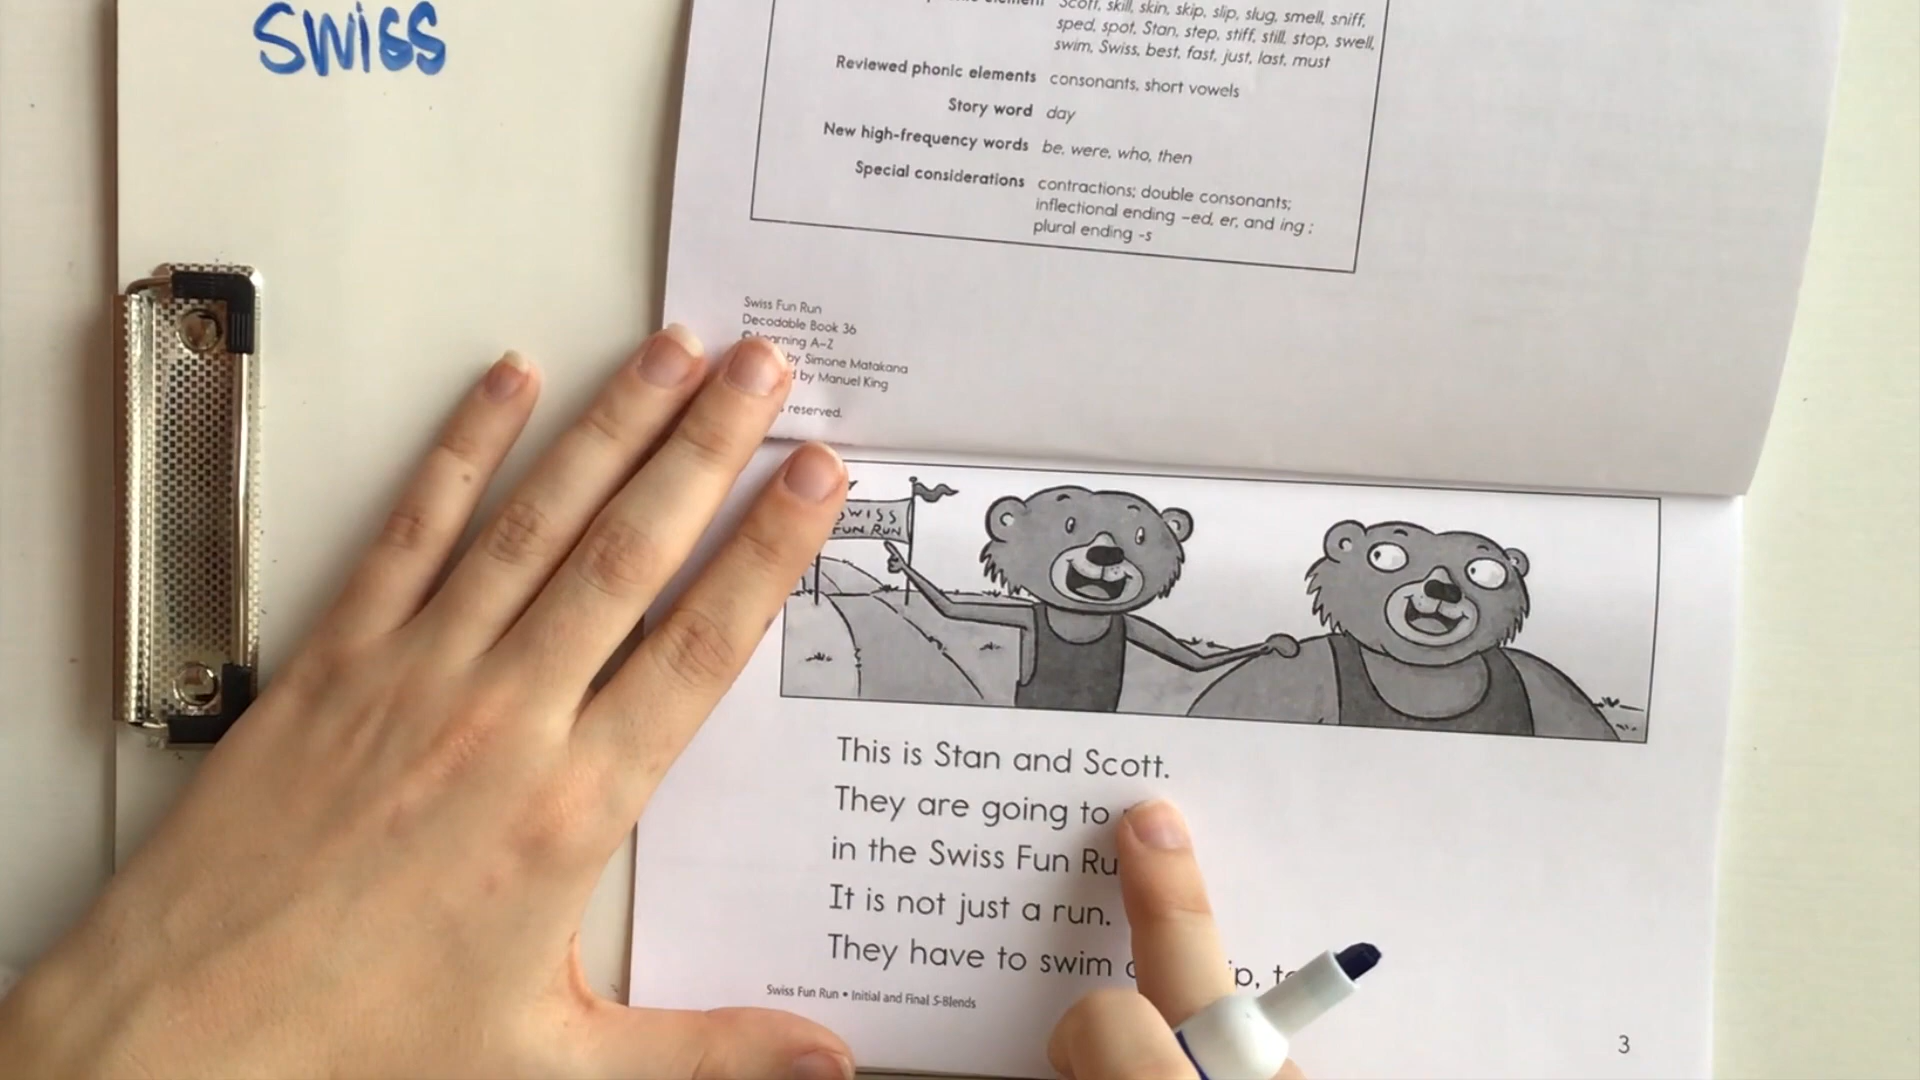 SWISS
Scott, skill, skin, skip, slip, slug, smell, sniff,
sped, spot, Stan, step, stiff, still, stop, swell,
swim, Swiss, best, fast, just, last, must
Reviewed phonic elements consonants, short vowels
Story word day
New high-frequency words be, were, who, then
Special considerations contractions; double consonants;
inflectional ending –ed, er, and ing ;
plural ending -s
Swiss Fun Run
Decodable Book 36
Learning A–Z
by Simone Matakana
by Manuel King
reserved.
SWISS
FUN RUN
This is Stan and Scott.
They are going to
in the Swiss Fun
It is not just a run.
They have to swim
Swiss Fun Run • Initial and Final S-Blends
3